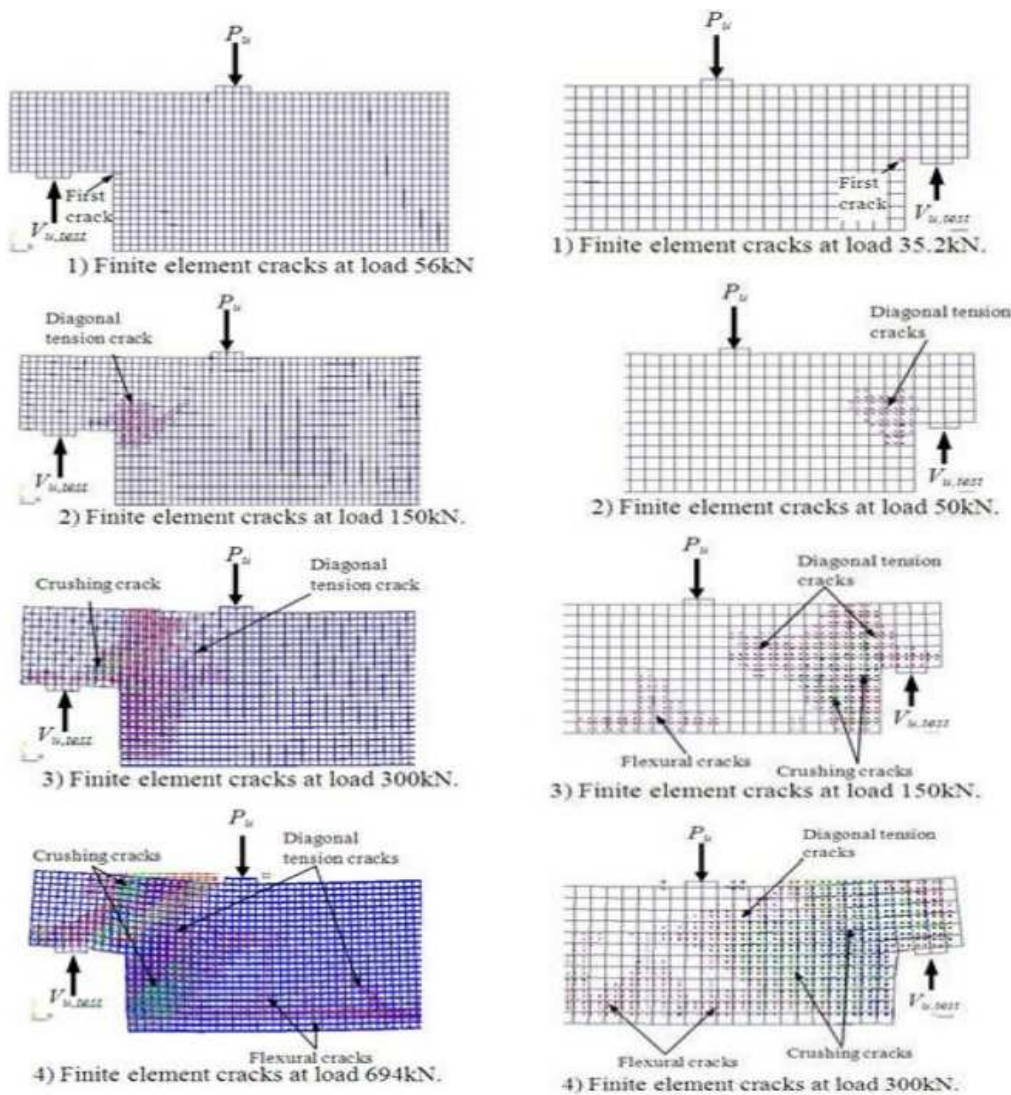 P_u
First
crack
V_u,test
1) Finite element cracks at load 56kN
P_u
First
crack
V_u,test
1) Finite element cracks at load 35.2kN.
P_u
Diagonal
tension crack
V_u,test
2) Finite element cracks at load 150kN.
P_u
Diagonal tension
cracks
V_u,test
2) Finite element cracks at load 50kN.
P_u
Crushing crack
Diagonal
tension crack
V_u,test
3) Finite element cracks at load 300kN.
P_u
Diagonal tension
cracks
V_u,test
Flexural cracks
Crushing cracks
3) Finite element cracks at load 150kN.
P_u
Crushing cracks
Diagonal
tension cracks
V_u,test
Flexural cracks
4) Finite element cracks at load 694kN.
P_u
Diagonal tension
cracks
V_u,test
Flexural cracks
Crushing cracks
4) Finite element cracks at load 300kN.